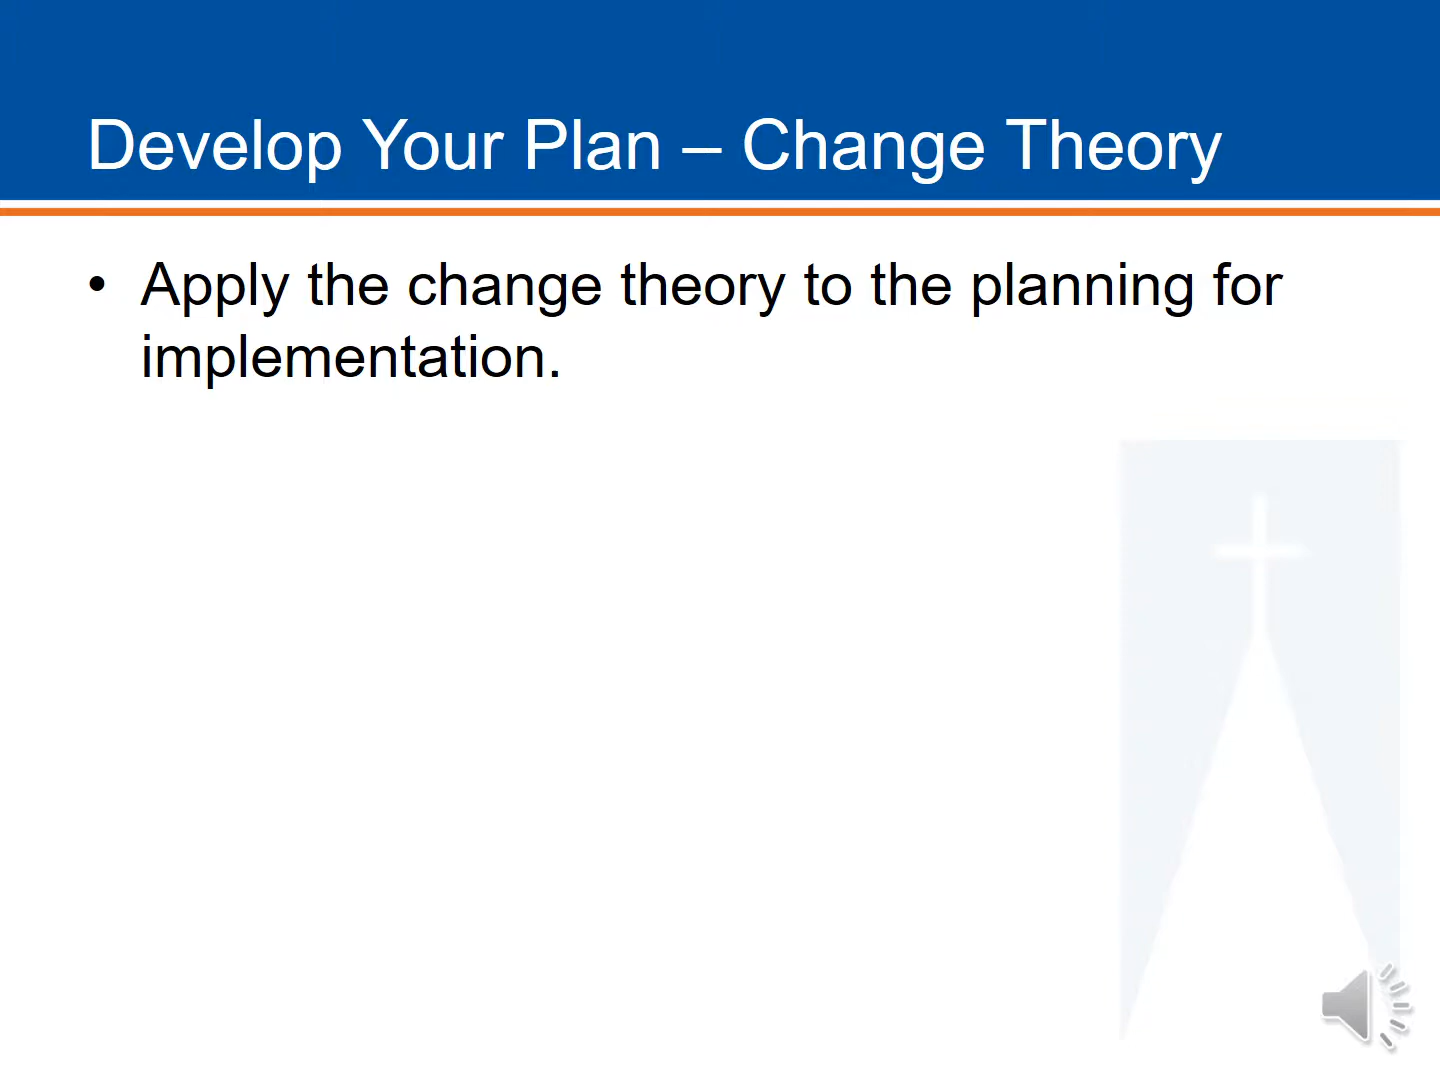 Develop Your Plan – Change Theory
• Apply the change theory to the planning for
implementation.